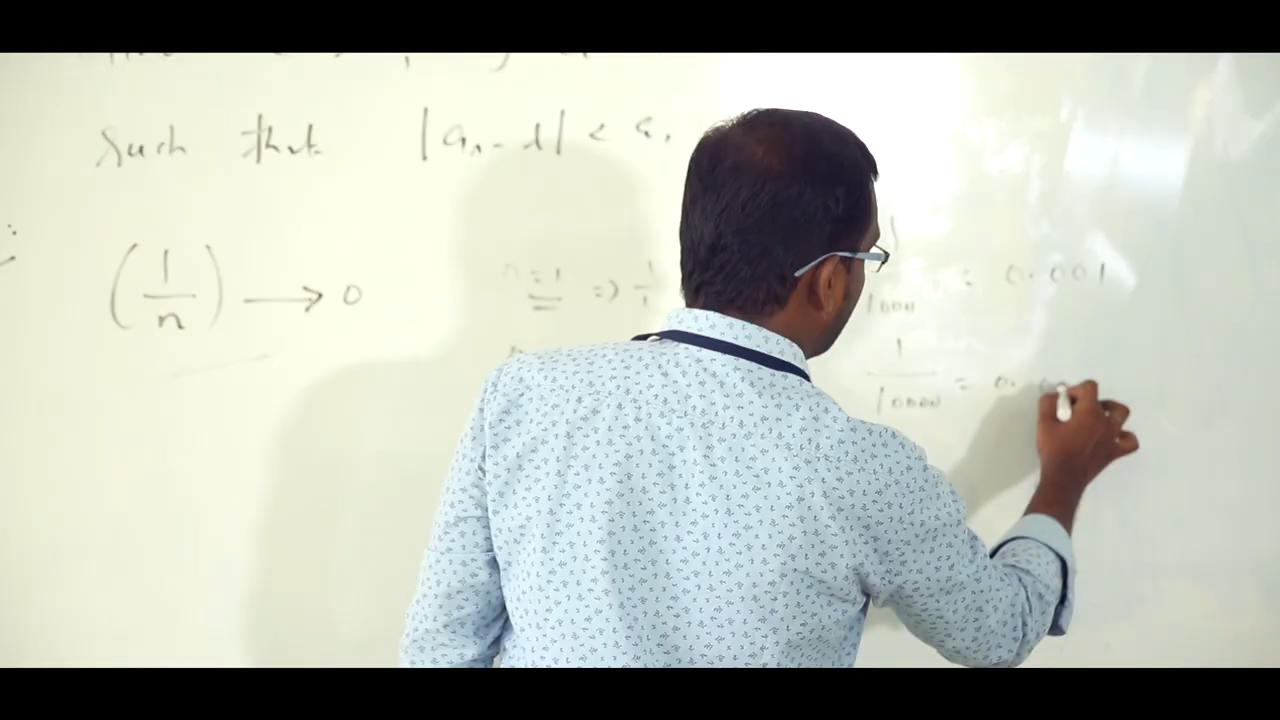 such that |aₙ - l| < ε,
(1/n) → 0
n = 1 ⇒ 1/1
1/1000 = 0.001
1/10000 = 0.